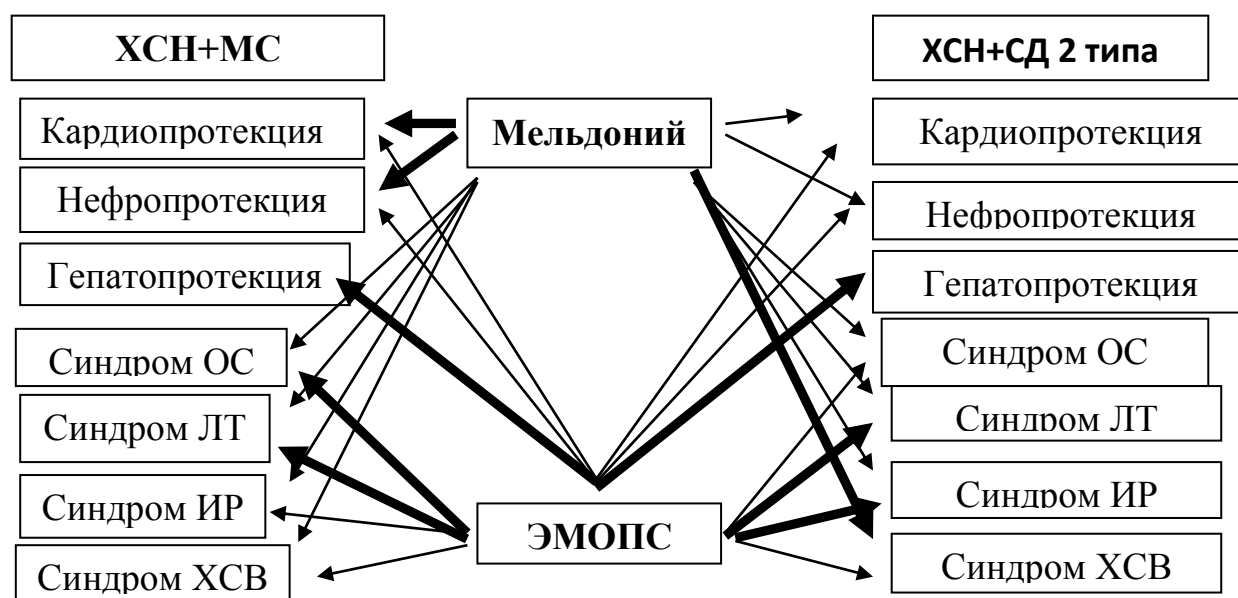 ХСН+МС
ХСН+СД 2 типа
Кардиопротекция
Мельдоний
Кардиопротекция
Нефропротекция
Нефропротекция
Гепатопротекция
Гепатопротекция
Синдром ОС
Синдром ОС
Синдром ЛТ
Синдром ЛТ
Синдром ИР
ЭМОПС
Синдром ИР
Синдром ХСВ
Синдром ХСВ